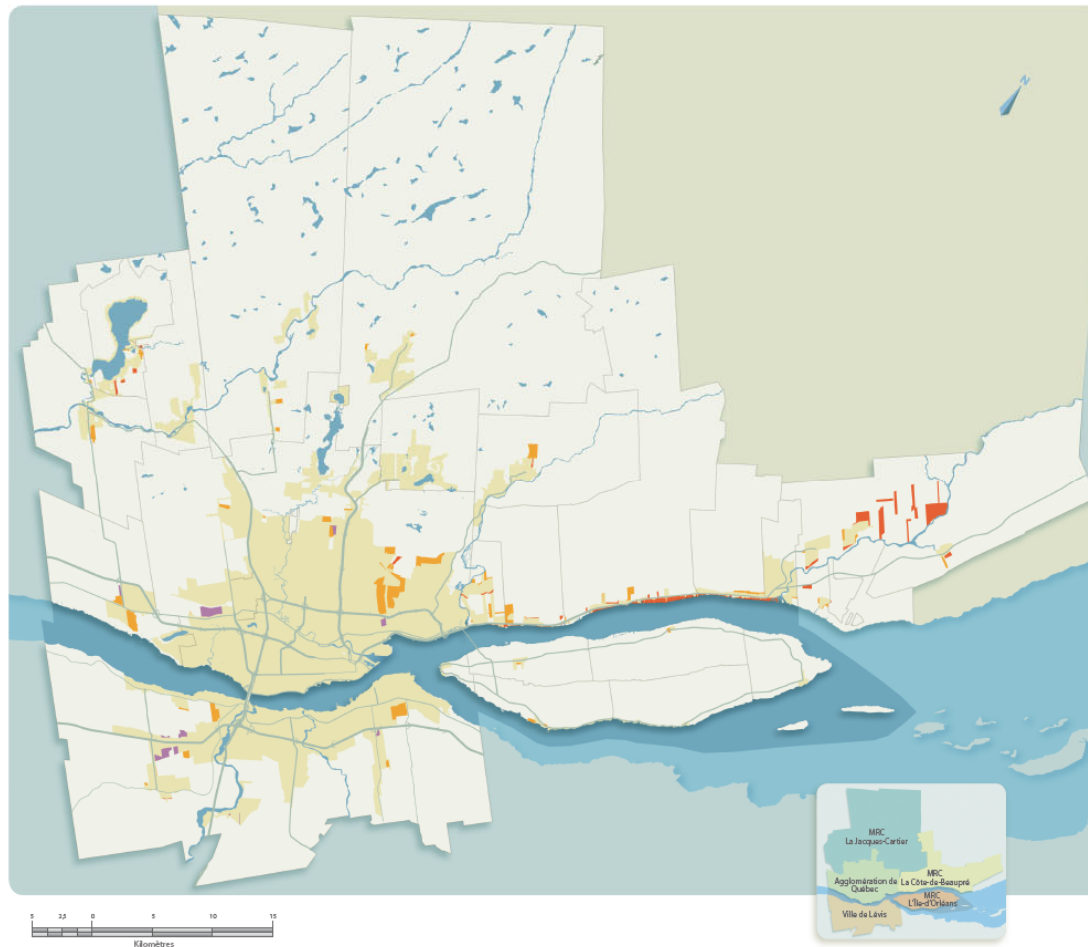 N
MRC
La Jacques-Cartier
Agglomération de
Québec
MRC
La Côte-de-Beaupré
MRC
L'Île-d'Orléans
Ville de Lévis
5 2,5 0 5 10 15
Kilomètres